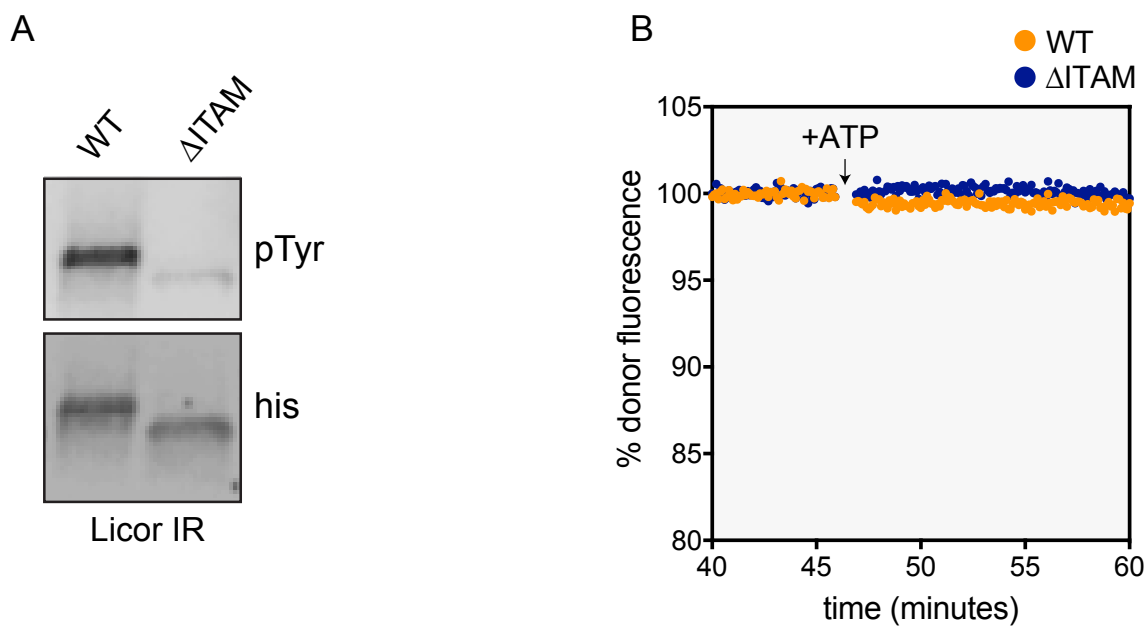 A
WT
ΔITAM
pTyr
his
Licor IR
B
WT
ΔITAM
+ATP
105
100
95
90
85
80
% donor fluorescence
40
45
50
55
60
time (minutes)